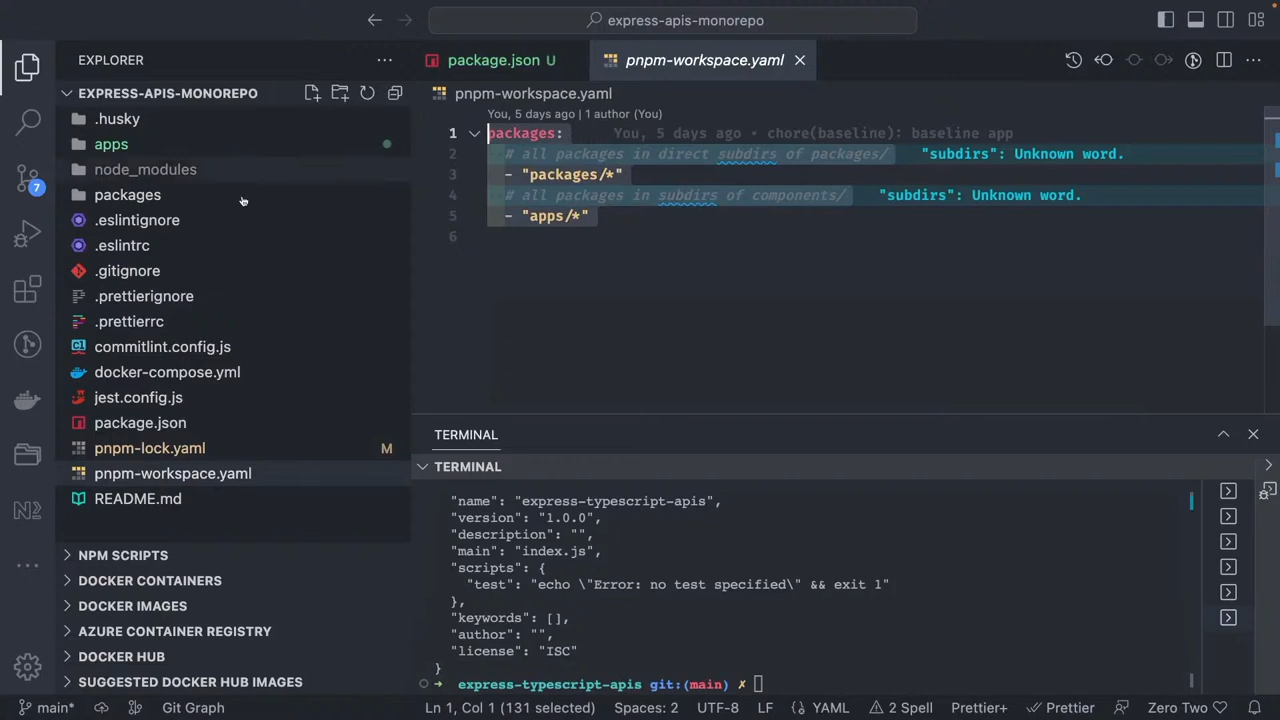 express-apis-monorepo
EXPLORER
EXPRESS-APIS-MONOREPO
.husky
apps
node_modules
packages
.eslintignore
.eslintrc
.gitignore
.prettierignore
.prettierrc
commitlint.config.js
docker-compose.yml
jest.config.js
package.json
pnpm-lock.yaml M
pnpm-workspace.yaml
README.md
NPM SCRIPTS
DOCKER CONTAINERS
DOCKER IMAGES
AZURE CONTAINER REGISTRY
DOCKER HUB
SUGGESTED DOCKER HUB IMAGES
7
package.json U
pnpm-workspace.yaml
pnpm-workspace.yaml
You, 5 days ago | 1 author (You)
1 packages: You, 5 days ago • chore(baseline): baseline app
2 # all packages in direct subdirs of packages/ "subdirs": Unknown word.
3 - "packages/*"
4 # all packages in subdirs of components/ "subdirs": Unknown word.
5 - "apps/*"
6
TERMINAL
TERMINAL
"name": "express-typescript-apis",
"version": "1.0.0",
"description": "",
"main": "index.js",
"scripts": {
"test": "echo \"Error: no test specified\" && exit 1"
},
"keywords": [],
"author": "",
"license": "ISC"
}
➜ express-typescript-apis git:(main) ✗
main* Git Graph Ln 1, Col 1 (131 selected) Spaces: 2 UTF-8 LF YAML 2 Spell Prettier+ Prettier Zero Two